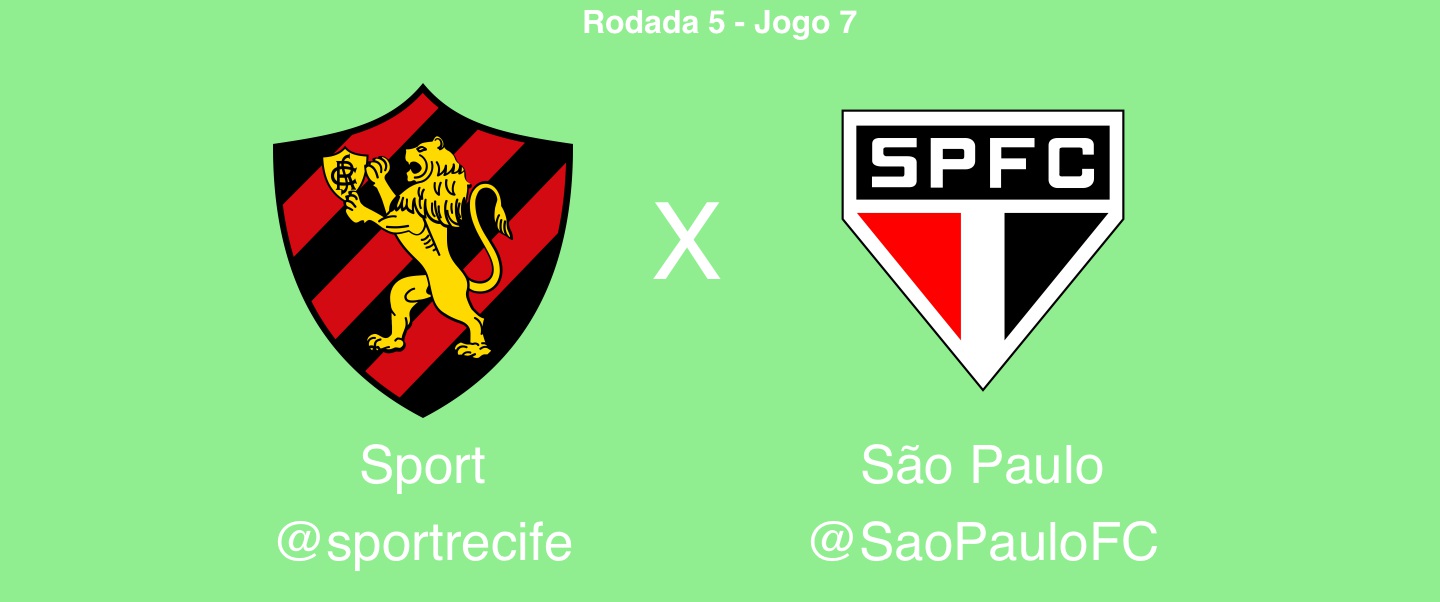 Rodada 5 - Jogo 7
SPFC
X
Sport
São Paulo
@sportrecife
@SaoPauloFC